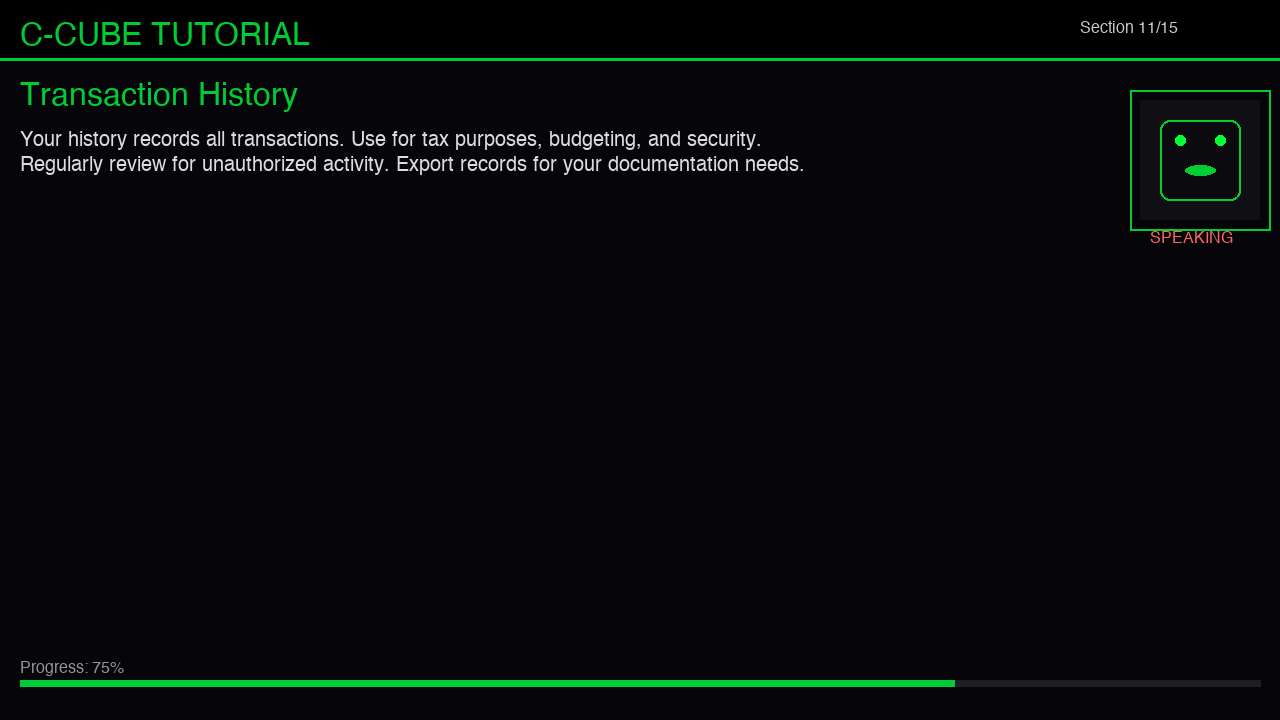 C-CUBE TUTORIAL
Section 11/15
Transaction History
Your history records all transactions. Use for tax purposes, budgeting, and security.
Regularly review for unauthorized activity. Export records for your documentation needs.
SPEAKING
Progress: 75%